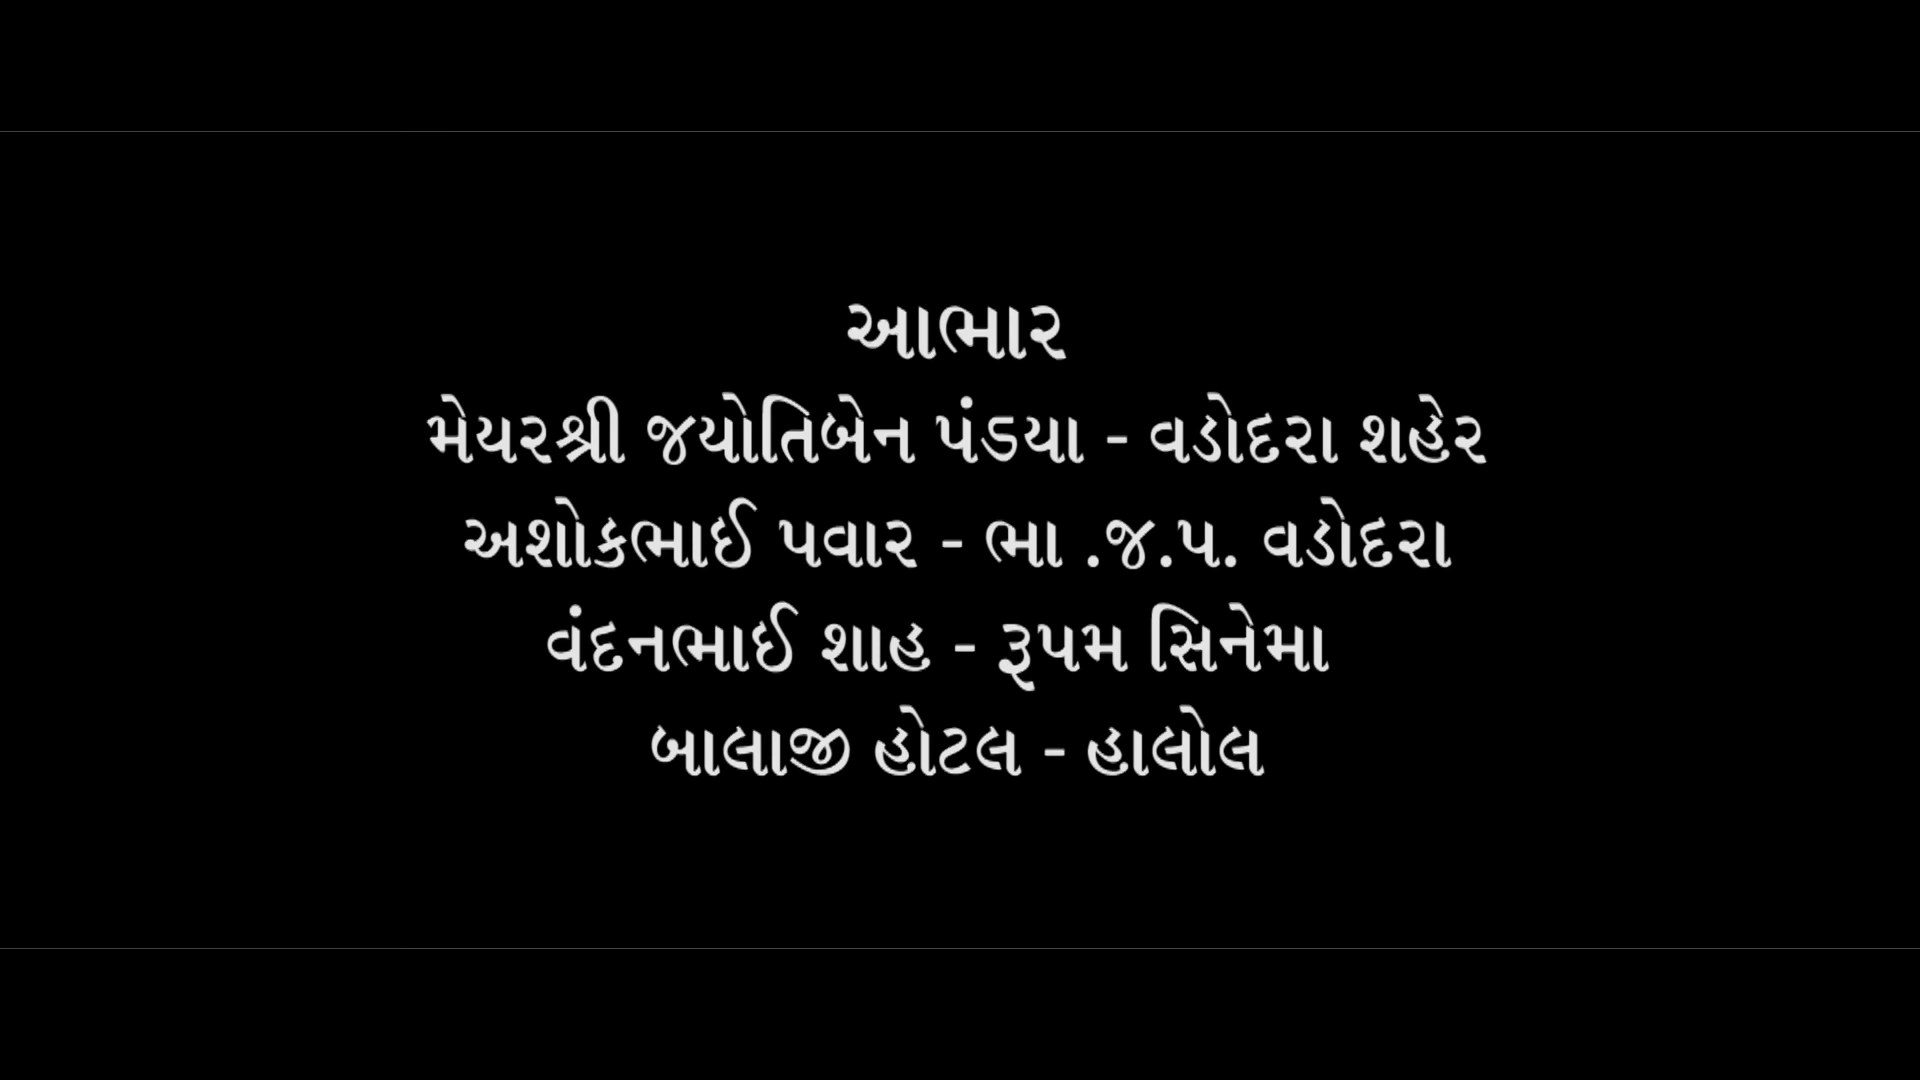 આભાર
મેયરશ્રી જયોતિબેન પંડયા - વડોદરા શહેર
અશોકભાઈ પવાર - ભા .જ.પ. વડોદરા
વંદનભાઈ શાહ - રૂપમ સિનેમા
બાલાજી હોટલ - હાલોલ